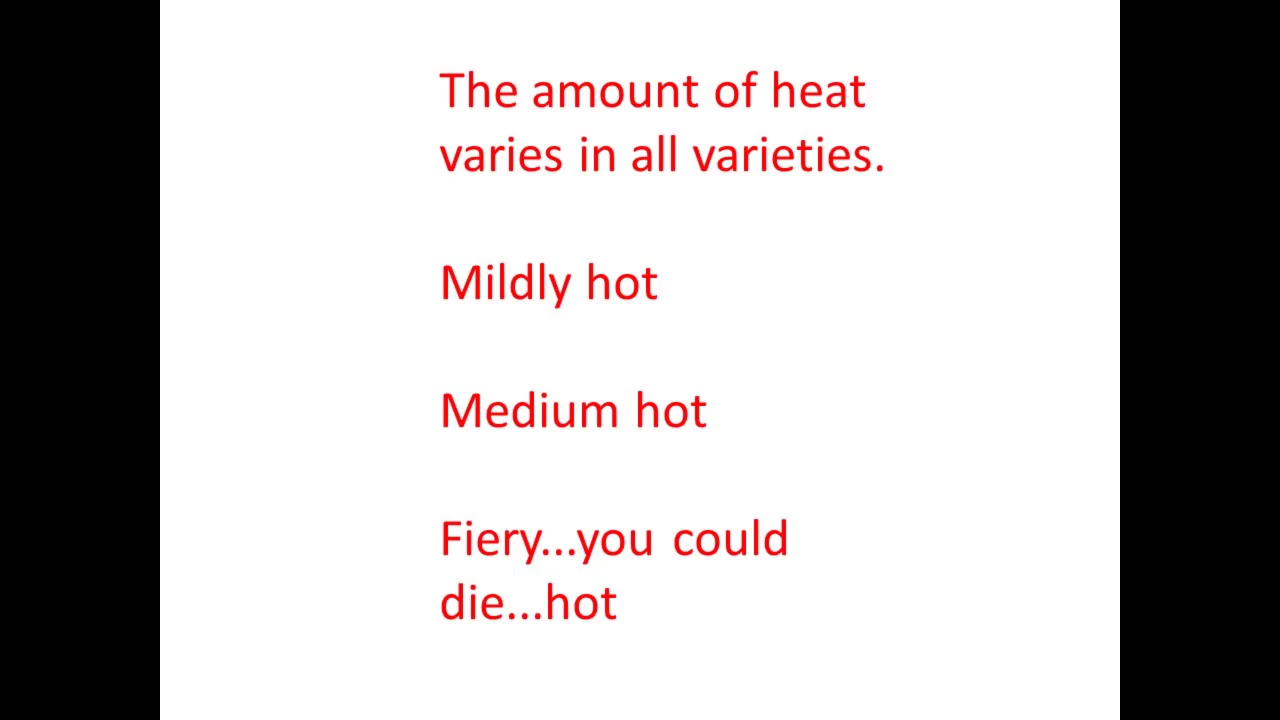 The amount of heat
varies in all varieties.
Mildly hot
Medium hot
Fiery...you could
die...hot